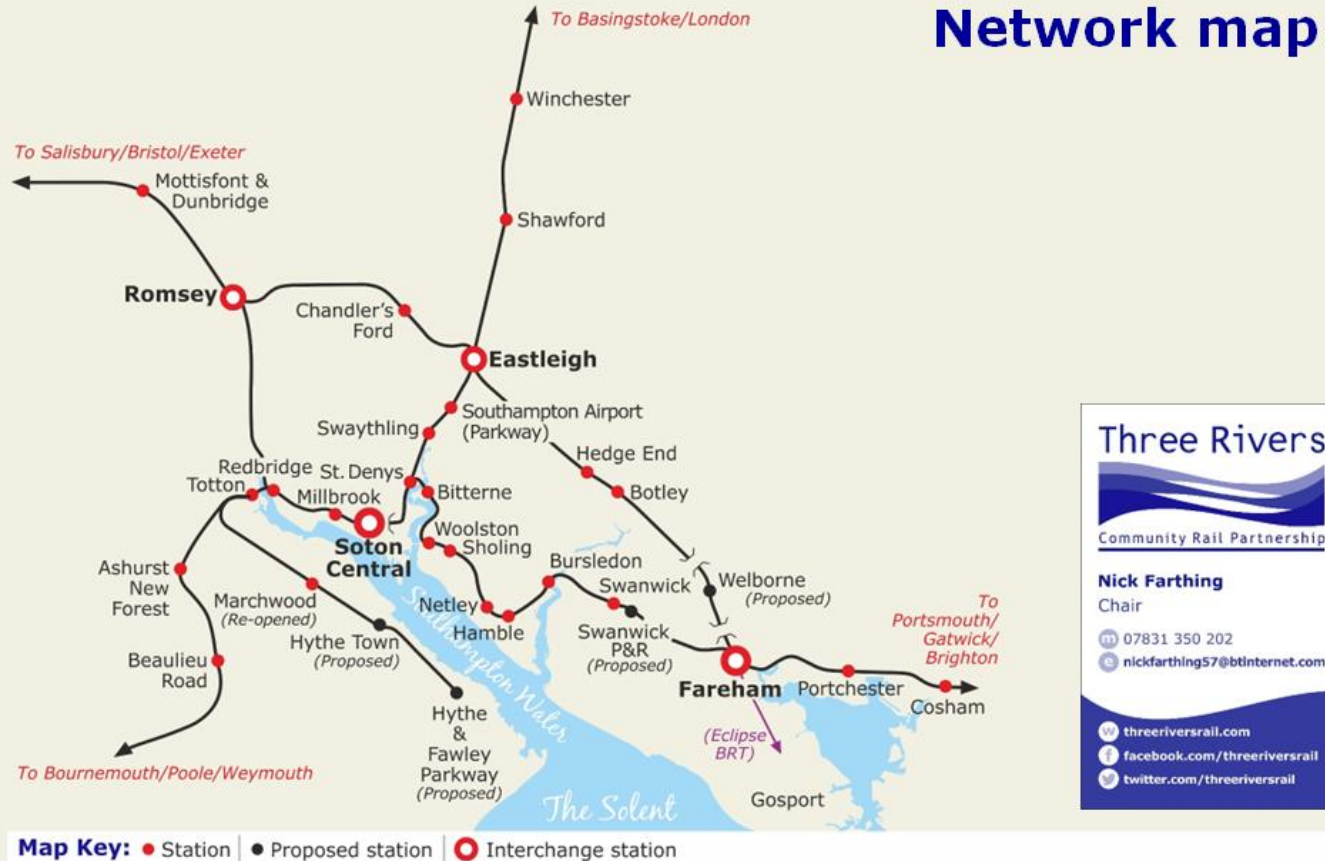 Network map
To Basingstoke/London
Winchester
To Salisbury/Bristol/Exeter
Mottisfont &
Dunbridge
Shawford
Romsey
Chandler's
Ford
Eastleigh
Southampton Airport
(Parkway)
Swaythling
Hedge End
Redbridge
St. Denys
Totton
Millbrook
Bitterne
Botley
Soton
Central
Woolston
Sholing
Ashurst
New
Forest
Marchwood
(Re-opened)
Bursledon
Swanwick
Welborne
(Proposed)
Netley
Hamble
Hythe Town
(Proposed)
Swanwick
P&R
(Proposed)
To
Portsmouth/
Gatwick/
Brighton
Beaulieu
Road
Southampton Water
Fareham
Portchester
Cosham
Hythe
&
Fawley
Parkway
(Proposed)
(Eclipse
BRT)
To Bournemouth/Poole/Weymouth
The Solent
Gosport
Three Rivers
Community Rail Partnership
Nick Farthing
Chair
m 07831 350 202
e nickfarthing57@btinternet.com
w threeriversrail.com
f facebook.com/threeriversrail
twitter.com/threeriversrail
Map Key: Station | Proposed station | Interchange station